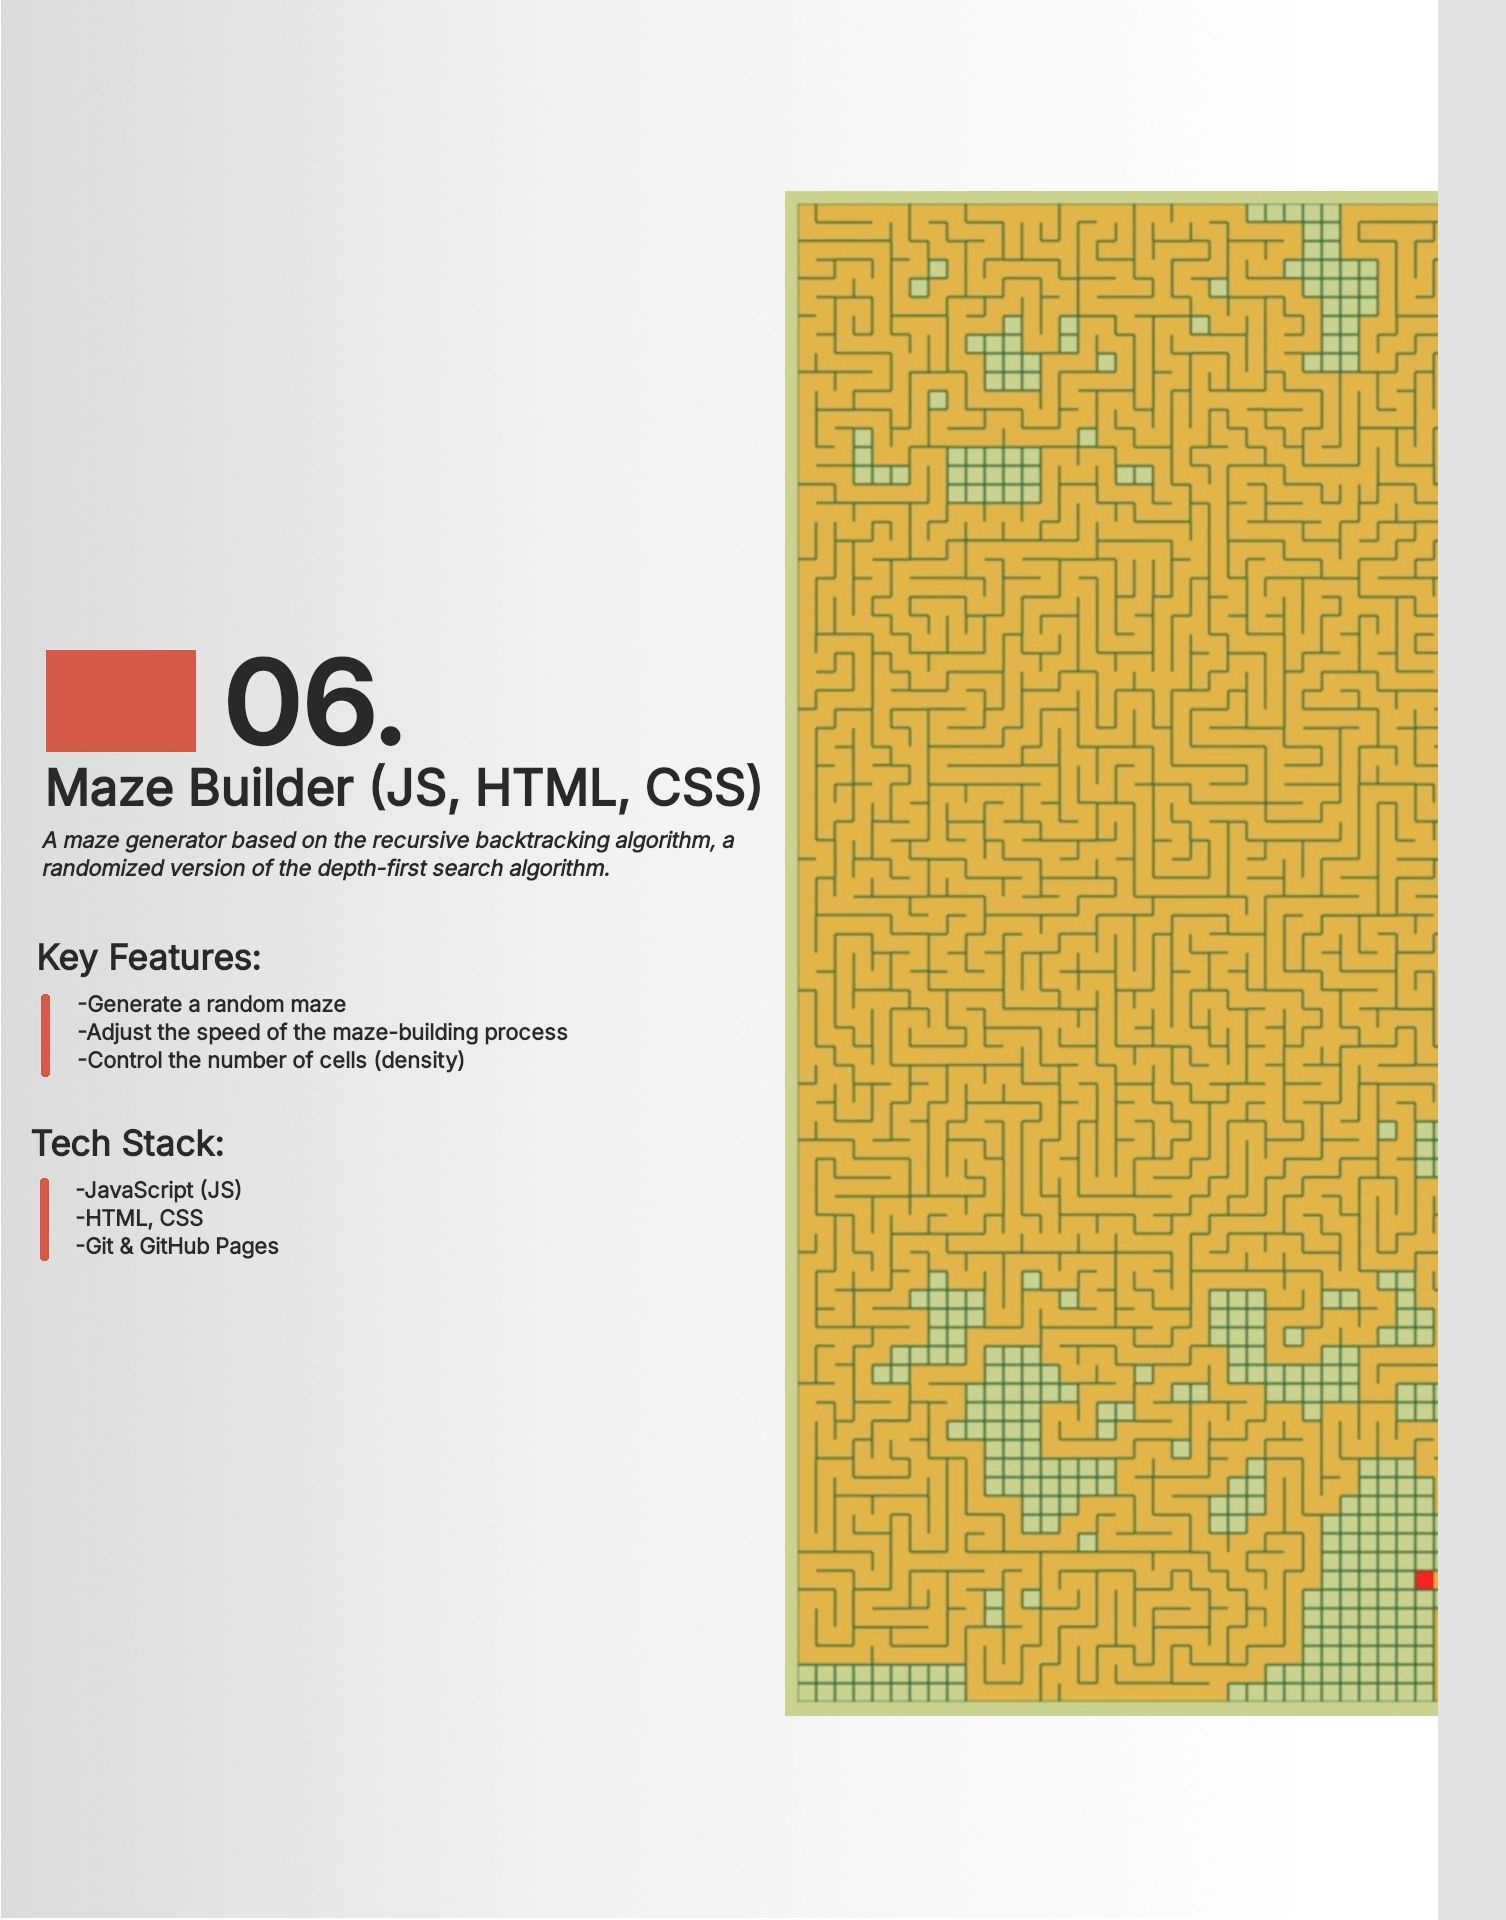 06.
Maze Builder (JS, HTML, CSS)
A maze generator based on the recursive backtracking algorithm, a
randomized version of the depth-first search algorithm.
Key Features:
-Generate a random maze
-Adjust the speed of the maze-building process
-Control the number of cells (density)
Tech Stack:
-JavaScript (JS)
-HTML, CSS
-Git & GitHub Pages